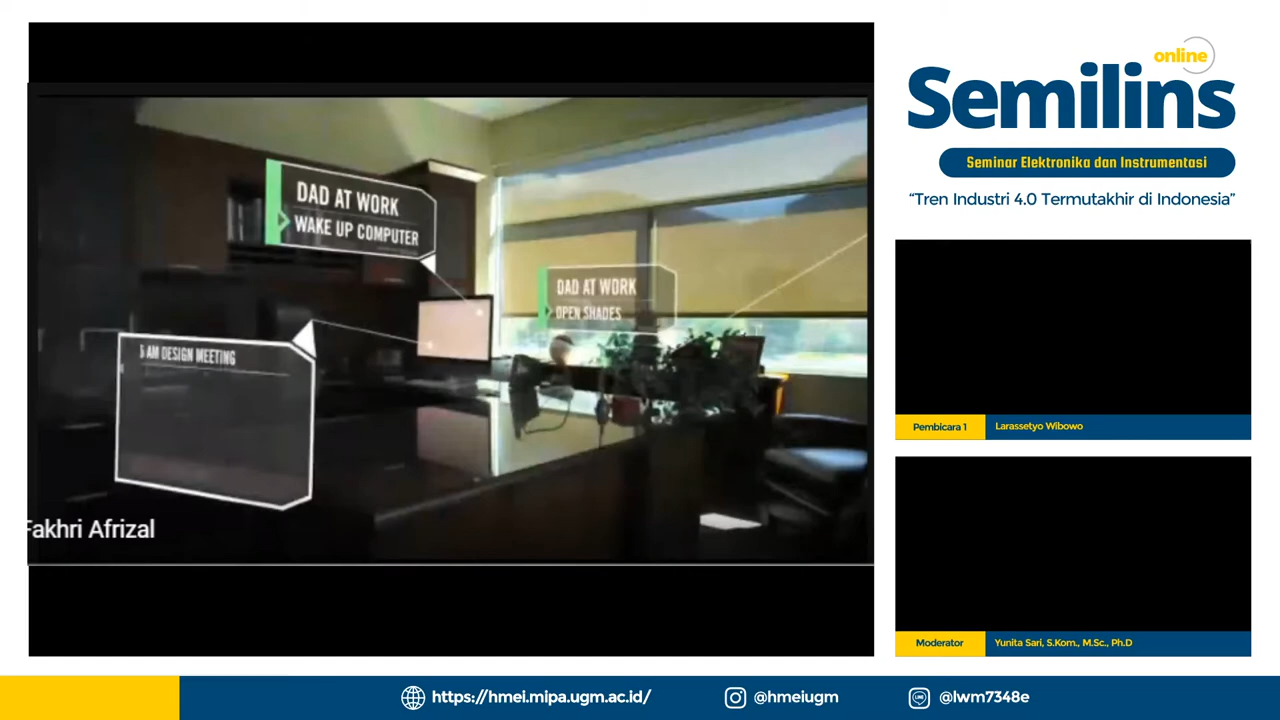 DAD AT WORK
WAKE UP COMPUTER
DAD AT WORK
OPEN SHADES
AM DESIGN MEETING
Fakhri Afrizal
online
Semilins
Seminar Elektronika dan Instrumentasi
“Tren Industri 4.0 Termutakhir di Indonesia”
Pembicara 1
Larassetyo Wibowo
Moderator
Yunita Sari, S.Kom., M.Sc., Ph.D
https://hmei.mipa.ugm.ac.id/
@hmeiugm
LINE
@lwm7348e